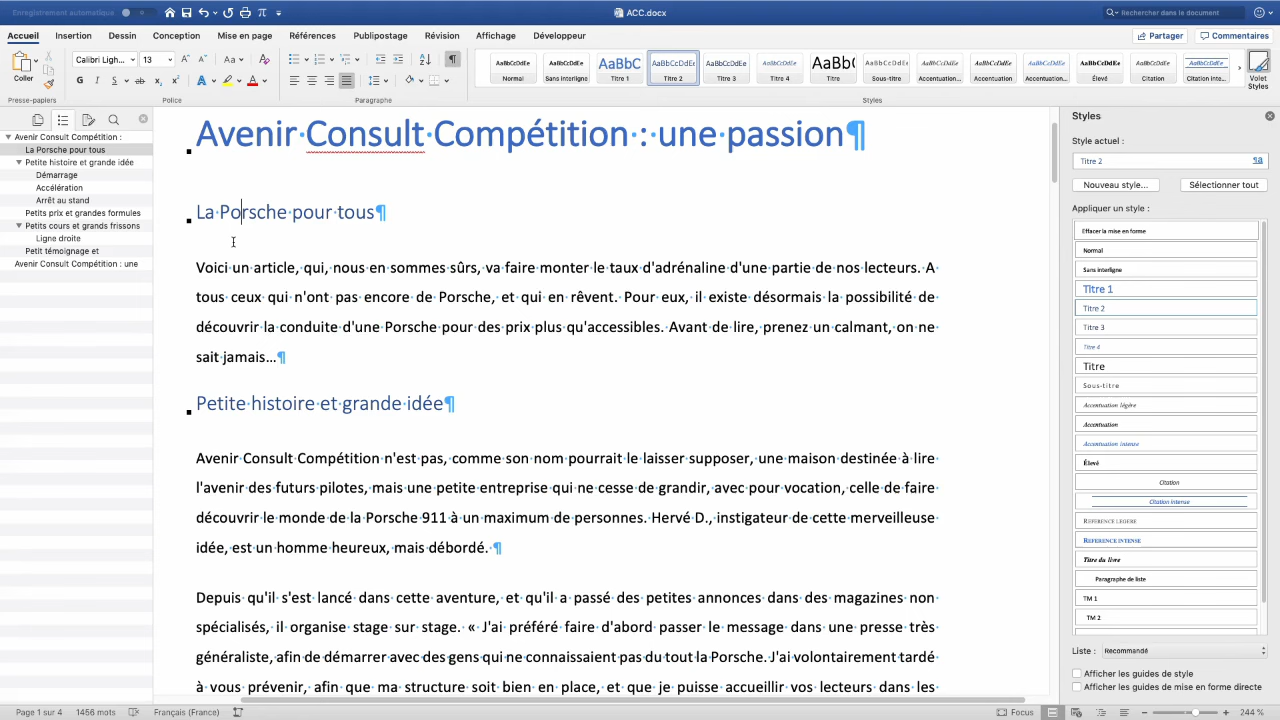 Enregistrement automatique
ACC.docx
Rechercher dans le document
Accueil Insertion Dessin Conception Mise en page Références Publipostage Révision Affichage Développeur
Partager Commentaires
Coller
Calibri Ligh... 13
Presse-papiers Police Paragraphe Styles
AaBbCcDdEe AaBbCcDdEe AaBbC AaBbCcDdE AaBbCcDdE AaBbCcDdEe AaBb( AaBbCcDdEe AaBbCcDdEe AaBbCcDdEe AaBbCcDdEe AaBbCcDdEe AaBbCcDdEe AaBbCcDdEe
Normal Sans interligne Titre 1 Titre 2 Titre 3 Titre 4 Titre Sous-titre Accentuation... Accentuation Accentuation... Élevé Citation Citation inte...
Volet
Styles
Avenir Consult Compétition :
La Porsche pour tous
Petite histoire et grande idée
Démarrage
Accélération
Arrêt au stand
Petits prix et grandes formules
Petits cours et grands frissons
Ligne droite
Petit témoignage et
Avenir Consult Compétition : une
Avenir·Consult·Compétition·:·une·passion¶
La·Porsche·pour·tous¶
Voici·un·article,·qui,·nous·en·sommes·sûrs,·va·faire·monter·le·taux·d'adrénaline·d'une·partie·de·nos·lecteurs.·A·
tous·ceux·qui·n'ont·pas·encore·de·Porsche,·et·qui·en·rêvent.·Pour·eux,·il·existe·désormais·la·possibilité·de·
découvrir·la·conduite·d'une·Porsche·pour·des·prix·plus·qu'accessibles.·Avant·de·lire,·prenez·un·calmant,·on·ne·
sait·jamais…¶
Petite·histoire·et·grande·idée¶
Avenir·Consult·Compétition·n'est·pas,·comme·son·nom·pourrait·le·laisser·supposer,·une·maison·destinée·à·lire·
l'avenir·des·futurs·pilotes,·mais·une·petite·entreprise·qui·ne·cesse·de·grandir,·avec·pour·vocation,·celle·de·faire·
découvrir·le·monde·de·la·Porsche·911·à·un·maximum·de·personnes.·Hervé·D.,·instigateur·de·cette·merveilleuse·
idée,·est·un·homme·heureux,·mais·débordé.·¶
Depuis·qu'il·s'est·lancé·dans·cette·aventure,·et·qu'il·a·passé·des·petites·annonces·dans·des·magazines·non·
spécialisés,·il·organise·stage·sur·stage.·«·J'ai·préféré·faire·d'abord·passer·le·message·dans·une·presse·très·
généraliste,·afin·de·démarrer·avec·des·gens·qui·ne·connaissaient·pas·du·tout·la·Porsche.·J'ai·volontairement·tardé·
à·vous·prévenir,·afin·que·ma·structure·soit·bien·en·place,·et·que·je·puisse·accueillir·vos·lecteurs·dans·les·
Styles
Style actuel :
Titre 2
Nouveau style... Sélectionner tout
Appliquer un style :
Effacer la mise en forme
Normal
Sans interligne
Titre 1
Titre 2
Titre 3
Titre 4
Titre
Sous-titre
Accentuation légère
Accentuation
Accentuation intense
Élevé
Citation
Citation intense
REFERENCE LEGERE
REFERENCE INTENSE
Titre du livre
Paragraphe de liste
TM 1
TM 2
Liste : Recommandé
Afficher les guides de style
Afficher les guides de mise en forme directe
Page 1 sur 4 1456 mots Français (France) Focus 244 %